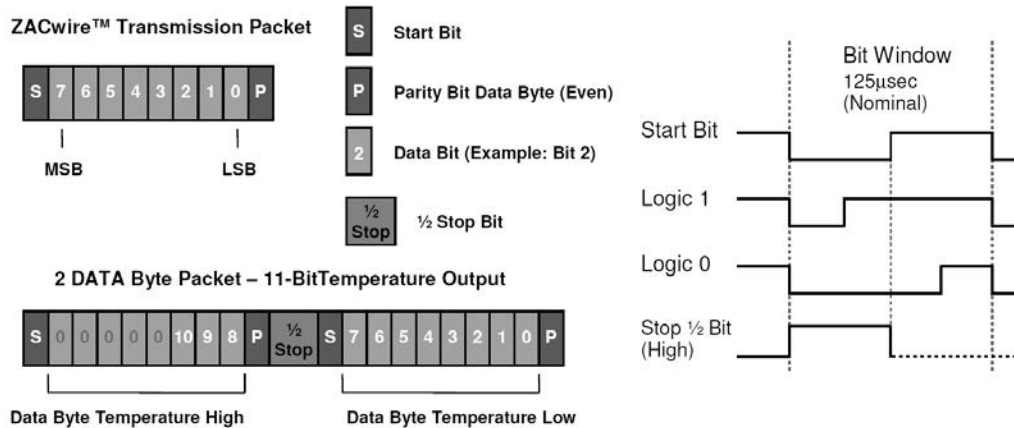 ZACwire™ Transmission Packet
S 7 6 5 4 3 2 1 0 P
MSB LSB
S Start Bit
P Parity Bit Data Byte (Even)
2 Data Bit (Example: Bit 2)
½ Stop ½ Stop Bit
2 DATA Byte Packet – 11-BitTemperature Output
S 0 0 0 0 0 10 9 8 P ½ Stop S 7 6 5 4 3 2 1 0 P
Data Byte Temperature High Data Byte Temperature Low
Bit Window
125μsec
(Nominal)
Start Bit
Logic 1
Logic 0
Stop ½ Bit
(High)